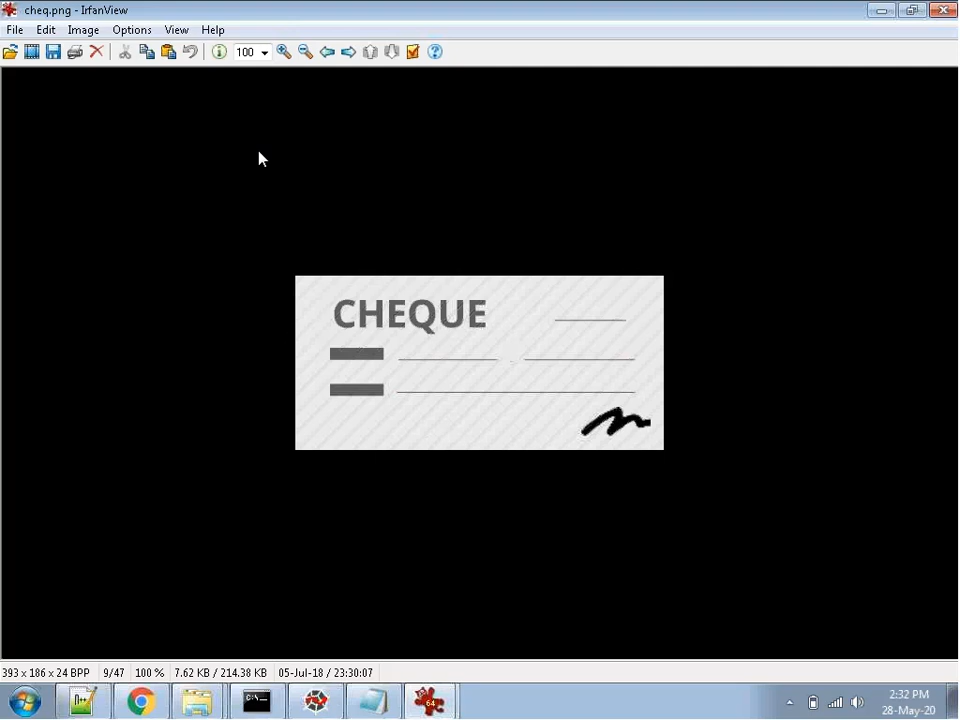 cheq.png - IrfanView
File Edit Image Options View Help
100
CHEQUE
393 x 186 x 24 BPP 9/47 100 % 7.62 KB / 214.38 KB 05-Jul-18 / 23:30:07
N++ C:\_ 64 2:32 PM
28-May-20